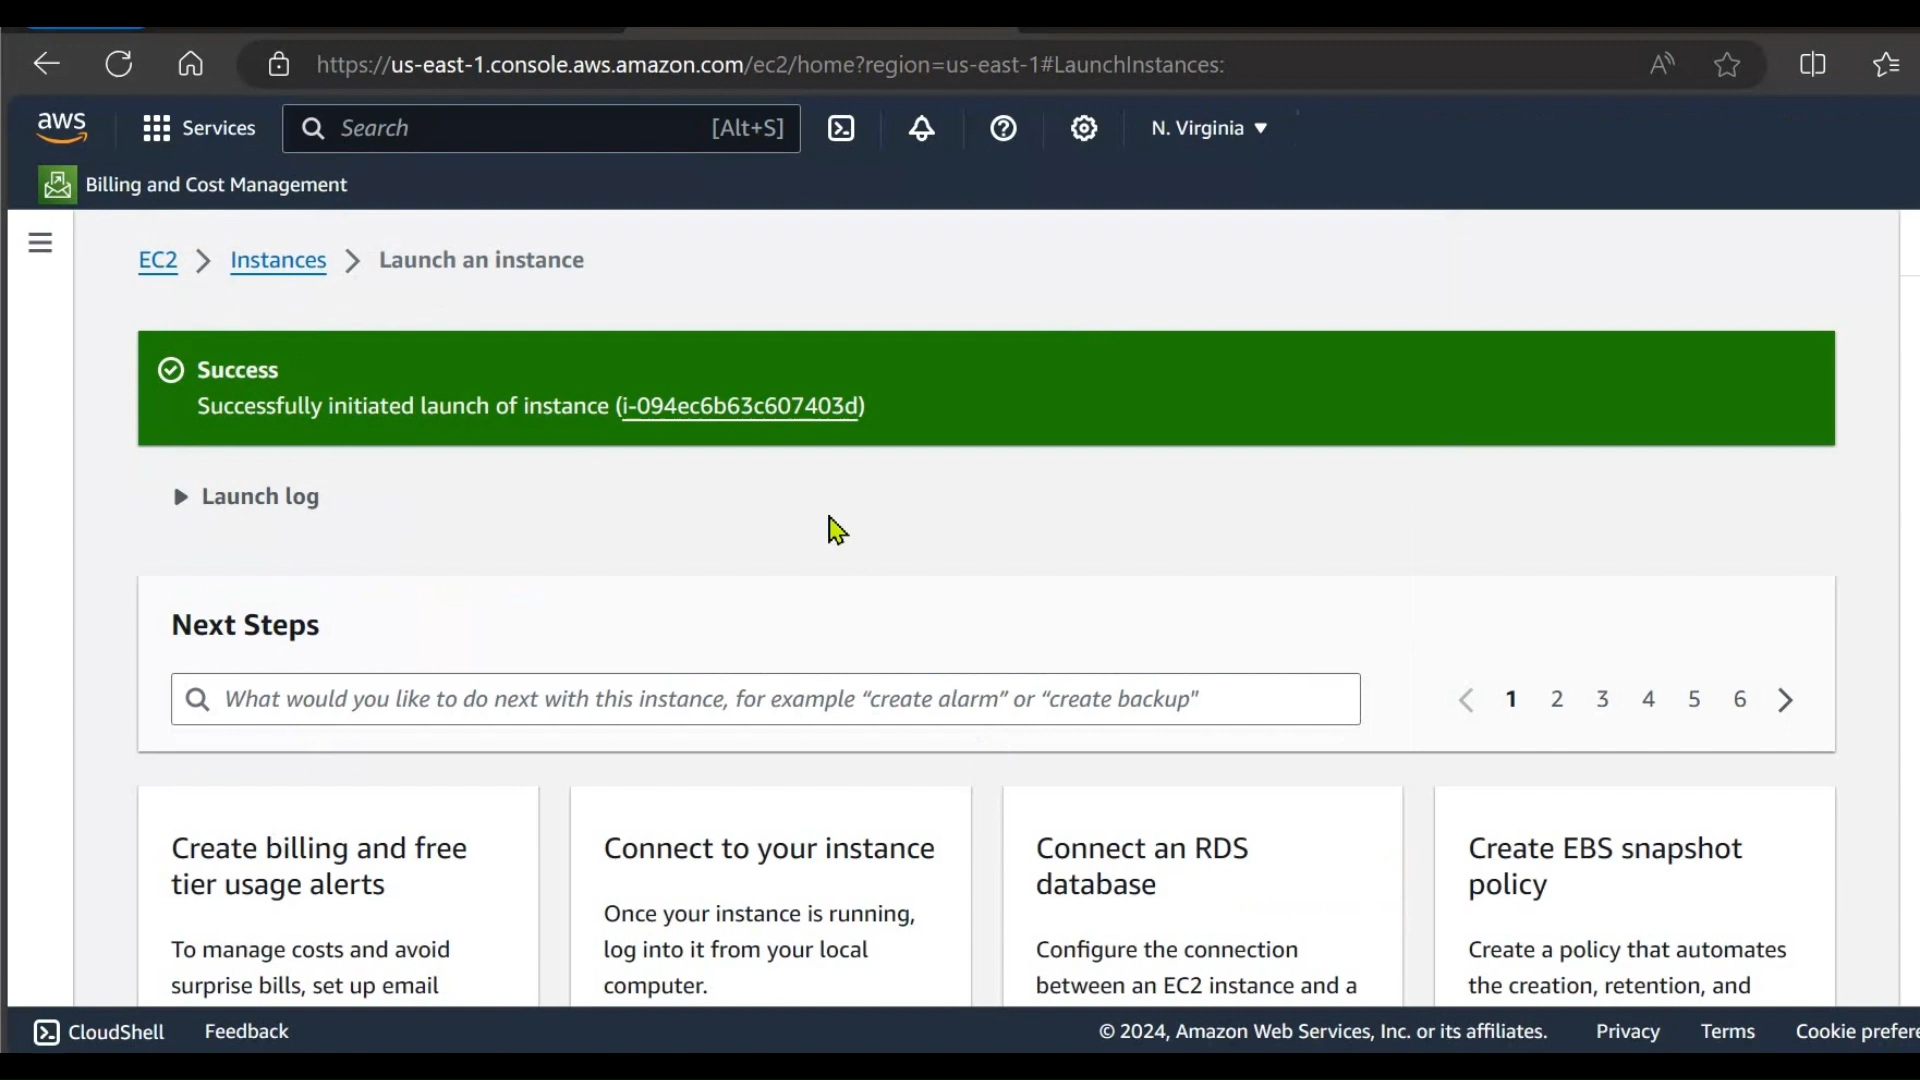 https://us-east-1.console.aws.amazon.com/ec2/home?region=us-east-1#LaunchInstances:
aws
Services
Search
[Alt+S]
N. Virginia
Billing and Cost Management
EC2
Instances
Launch an instance
Success
Successfully initiated launch of instance (i-094ec6b63c607403d)
Launch log
Next Steps
What would you like to do next with this instance, for example “create alarm” or “create backup"
1 2 3 4 5 6
Create billing and free
tier usage alerts
To manage costs and avoid
surprise bills, set up email
Connect to your instance
Once your instance is running,
log into it from your local
computer.
Connect an RDS
database
Configure the connection
between an EC2 instance and a
Create EBS snapshot
policy
Create a policy that automates
the creation, retention, and
CloudShell
Feedback
© 2024, Amazon Web Services, Inc. or its affiliates.
Privacy
Terms
Cookie prefere